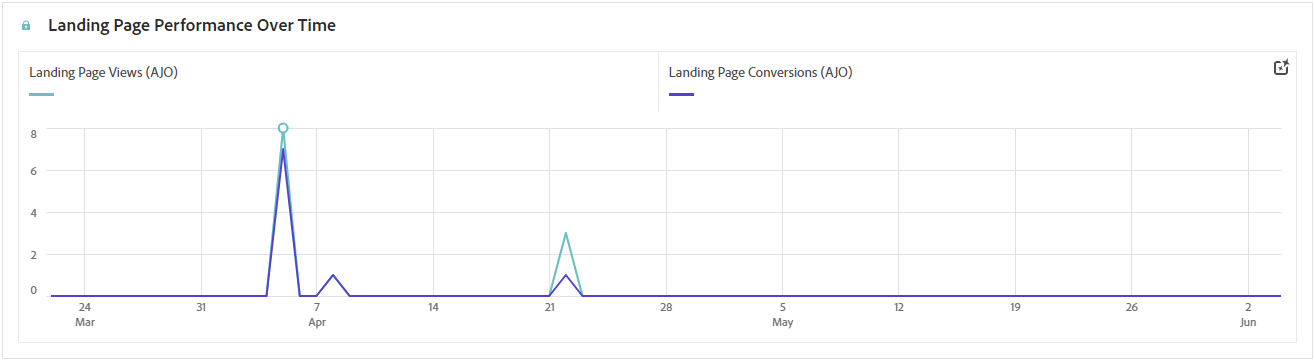 Landing Page Performance Over Time
Landing Page Views (AJO)
Landing Page Conversions (AJO)
8
6
4
2
0
24 31 7 14 21 28 5 12 19 26 2
Mar Apr May Jun